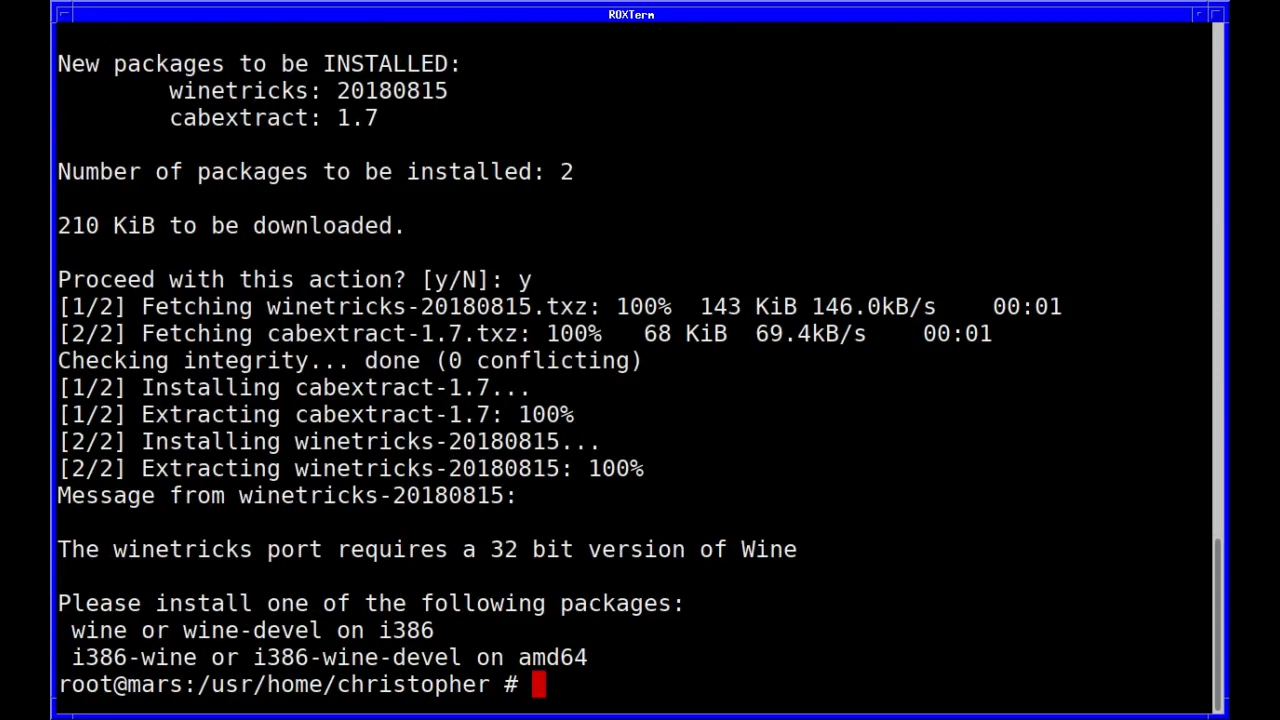 ROXTerm
New packages to be INSTALLED:
winetricks: 20180815
cabextract: 1.7
Number of packages to be installed: 2
210 KiB to be downloaded.
Proceed with this action? [y/N]: y
[1/2] Fetching winetricks-20180815.txz: 100%  143 KiB 146.0kB/s    00:01
[2/2] Fetching cabextract-1.7.txz: 100%   68 KiB  69.4kB/s    00:01
Checking integrity... done (0 conflicting)
[1/2] Installing cabextract-1.7...
[1/2] Extracting cabextract-1.7: 100%
[2/2] Installing winetricks-20180815...
[2/2] Extracting winetricks-20180815: 100%
Message from winetricks-20180815:
The winetricks port requires a 32 bit version of Wine
Please install one of the following packages:
wine or wine-devel on i386
i386-wine or i386-wine-devel on amd64
root@mars:/usr/home/christopher #